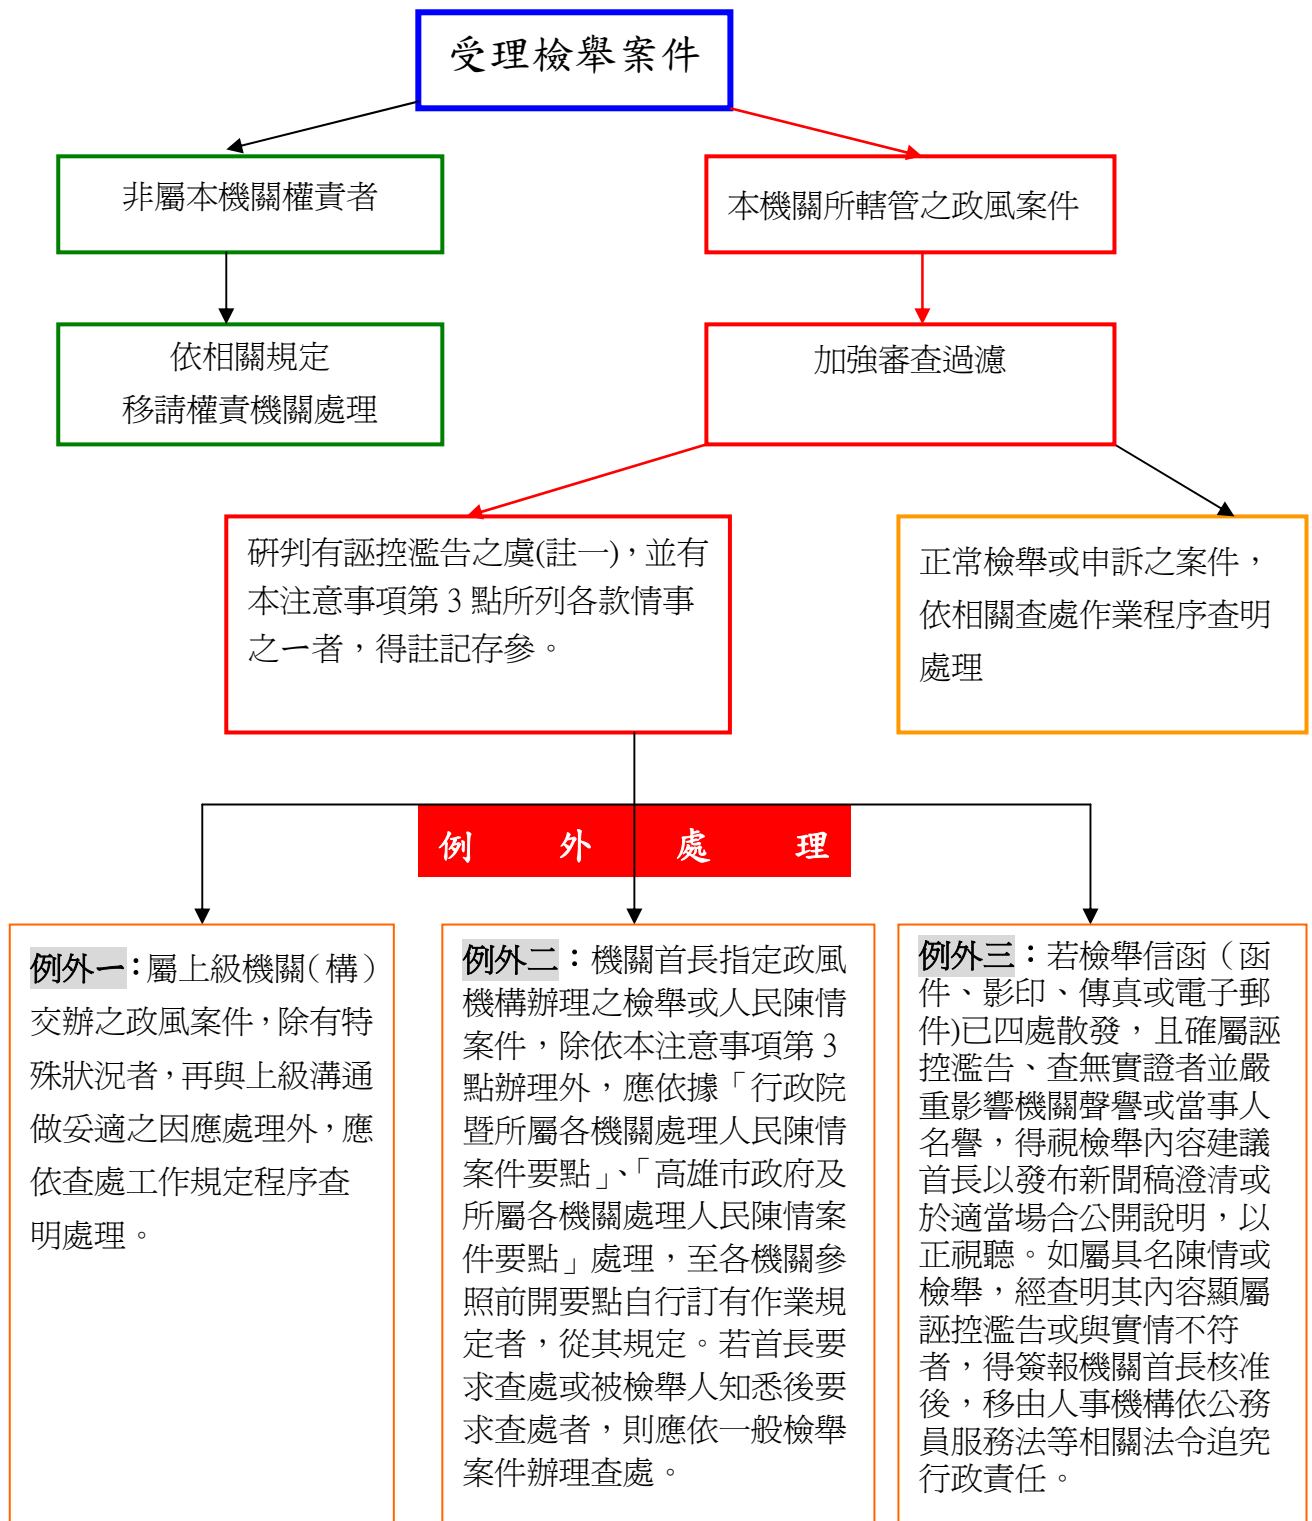 受理檢舉案件
非屬本機關權責者
本機關所轄管之政風案件
依相關規定
移請權責機關處理
加強審查過濾
研判有誣控濫告之虞(註一)，並有
本注意事項第 3 點所列各款情事
之一者，得註記存參。
正常檢舉或申訴之案件，
依相關查處作業程序查明
處理
例 外 處 理
例外一：屬上級機關（構）
交辦之政風案件，除有特
殊狀況者，再與上級溝通
做妥適之因應處理外，應
依查處工作規定程序查
明處理。
例外二：機關首長指定政風
機構辦理之檢舉或人民陳情
案件，除依本注意事項第 3
點辦理外，應依據「行政院
暨所屬各機關處理人民陳情
案件要點」、「高雄市政府及
所屬各機關處理人民陳情案
件要點」處理，至各機關參
照前開要點自行訂有作業規
定者，從其規定。若首長要
求查處或被檢舉人知悉後要
求查處者，則應依一般檢舉
案件辦理查處。
例外三：若檢舉信函（函
件、影印、傳真或電子郵
件)已四處散發，且確屬誣
控濫告、查無實證者並嚴
重影響機關聲譽或當事人
名譽，得視檢舉內容建議
首長以發布新聞稿澄清或
於適當場合公開說明，以
正視聽。如屬具名陳情或
檢舉，經查明其內容顯屬
誣控濫告或與實情不符
者，得簽報機關首長核准
後，移由人事機構依公務
員服務法等相關法令追究
行政責任。